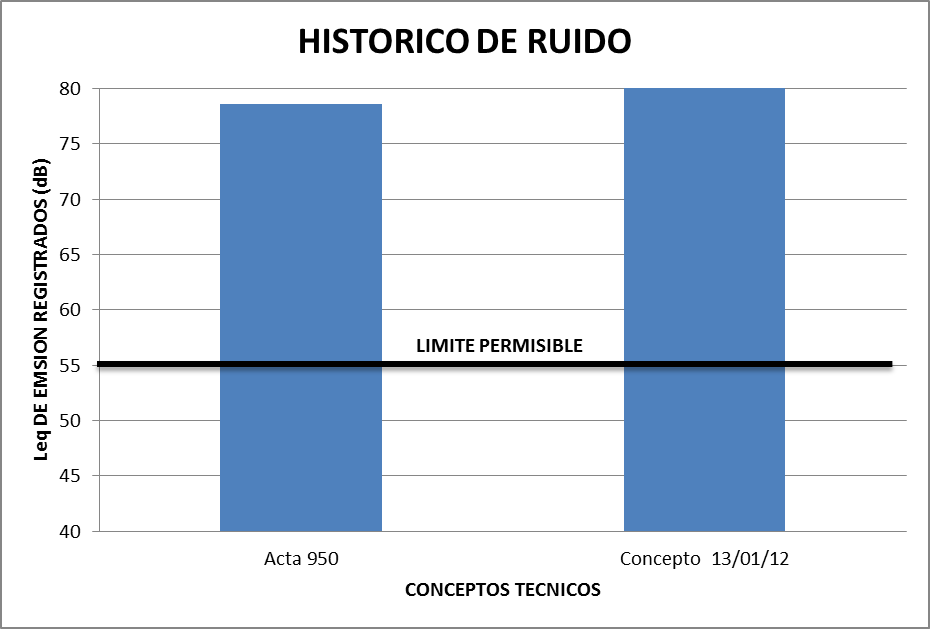 HISTORICO DE RUIDO
Leq DE EMISION REGISTRADOS (dB)
80
75
70
65
60
55
50
45
40
LIMITE PERMISIBLE
Acta 950
Concepto 13/01/12
CONCEPTOS TECNICOS